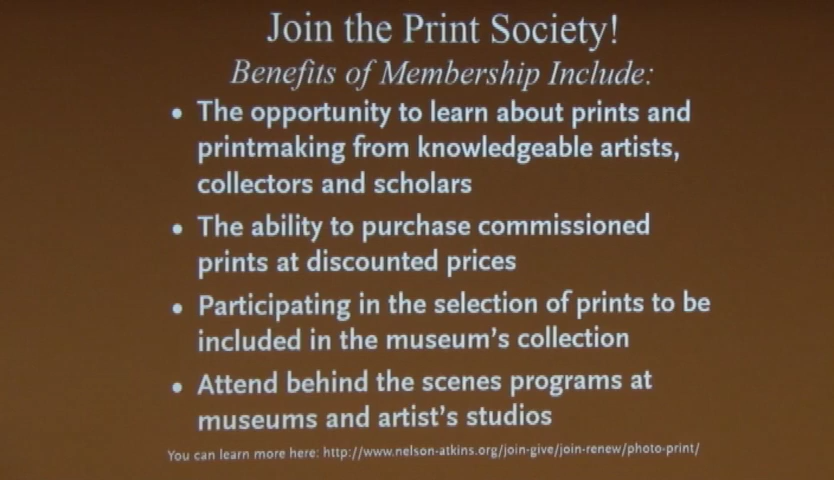 Join the Print Society!
Benefits of Membership Include:
• The opportunity to learn about prints and
printmaking from knowledgeable artists,
collectors and scholars
• The ability to purchase commissioned
prints at discounted prices
• Participating in the selection of prints to be
included in the museum's collection
• Attend behind the scenes programs at
museums and artist's studios
You can learn more here: http://www.nelson-atkins.org/join-give/join-renew/photo-print/